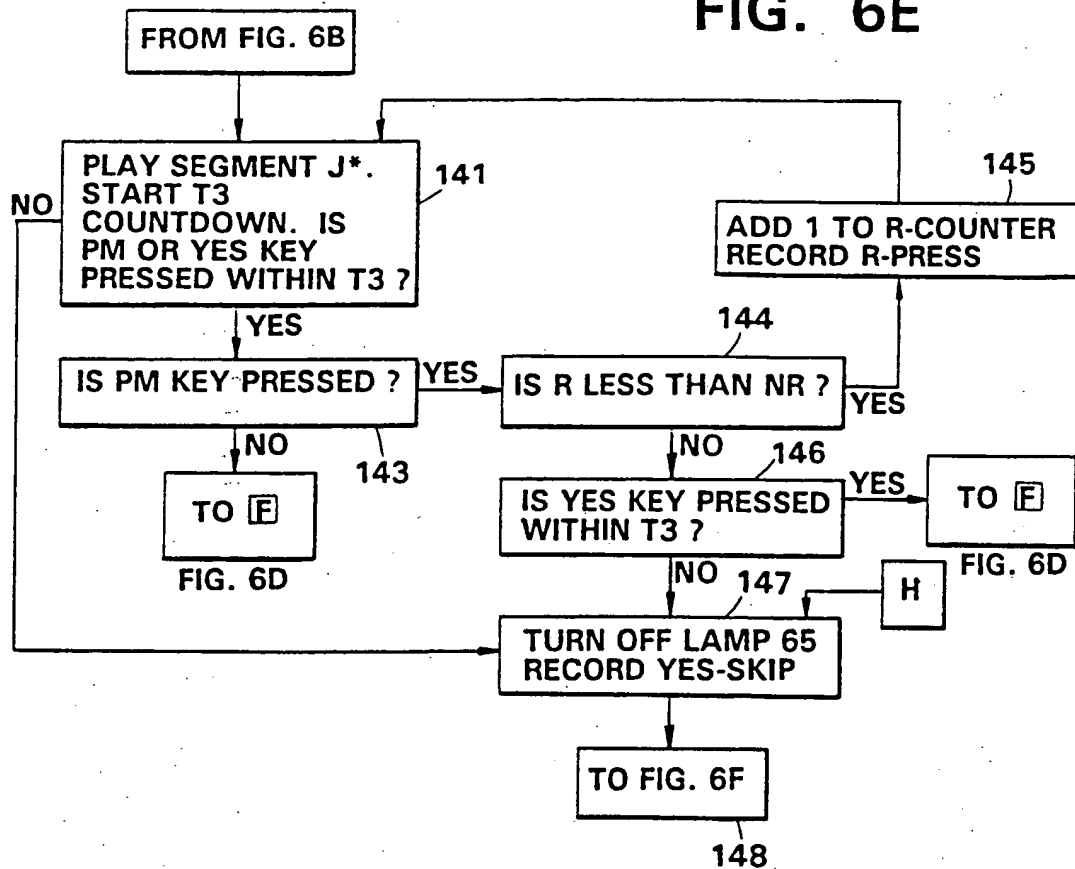 FIG. 6E
FROM FIG. 6B
PLAY SEGMENT J*.
START T3
COUNTDOWN. IS
PM OR YES KEY
PRESSED WITHIN T3 ?
141
NO
145
ADD 1 TO R-COUNTER
RECORD R-PRESS
YES
IS PM KEY PRESSED ?
143
YES
144
IS R LESS THAN NR ?
YES
NO
TO F
FIG. 6D
NO
146
IS YES KEY PRESSED
WITHIN T3 ?
YES
TO F
FIG. 6D
NO
147
H
TURN OFF LAMP 65
RECORD YES-SKIP
TO FIG. 6F
148